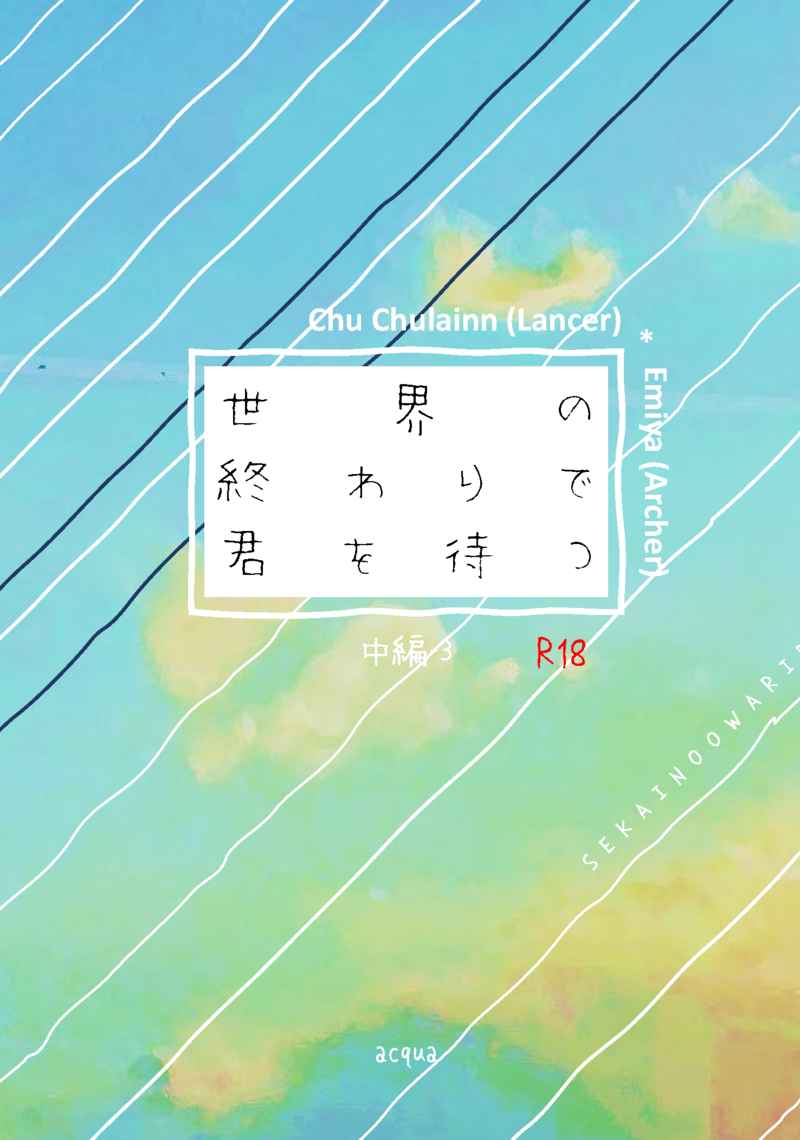 Chu Chulainn (Lancer)
* Emiya (Archer)
世界の
終わりで
君を待つ
中編 3
R18
SEKAINOOWARI
acqua